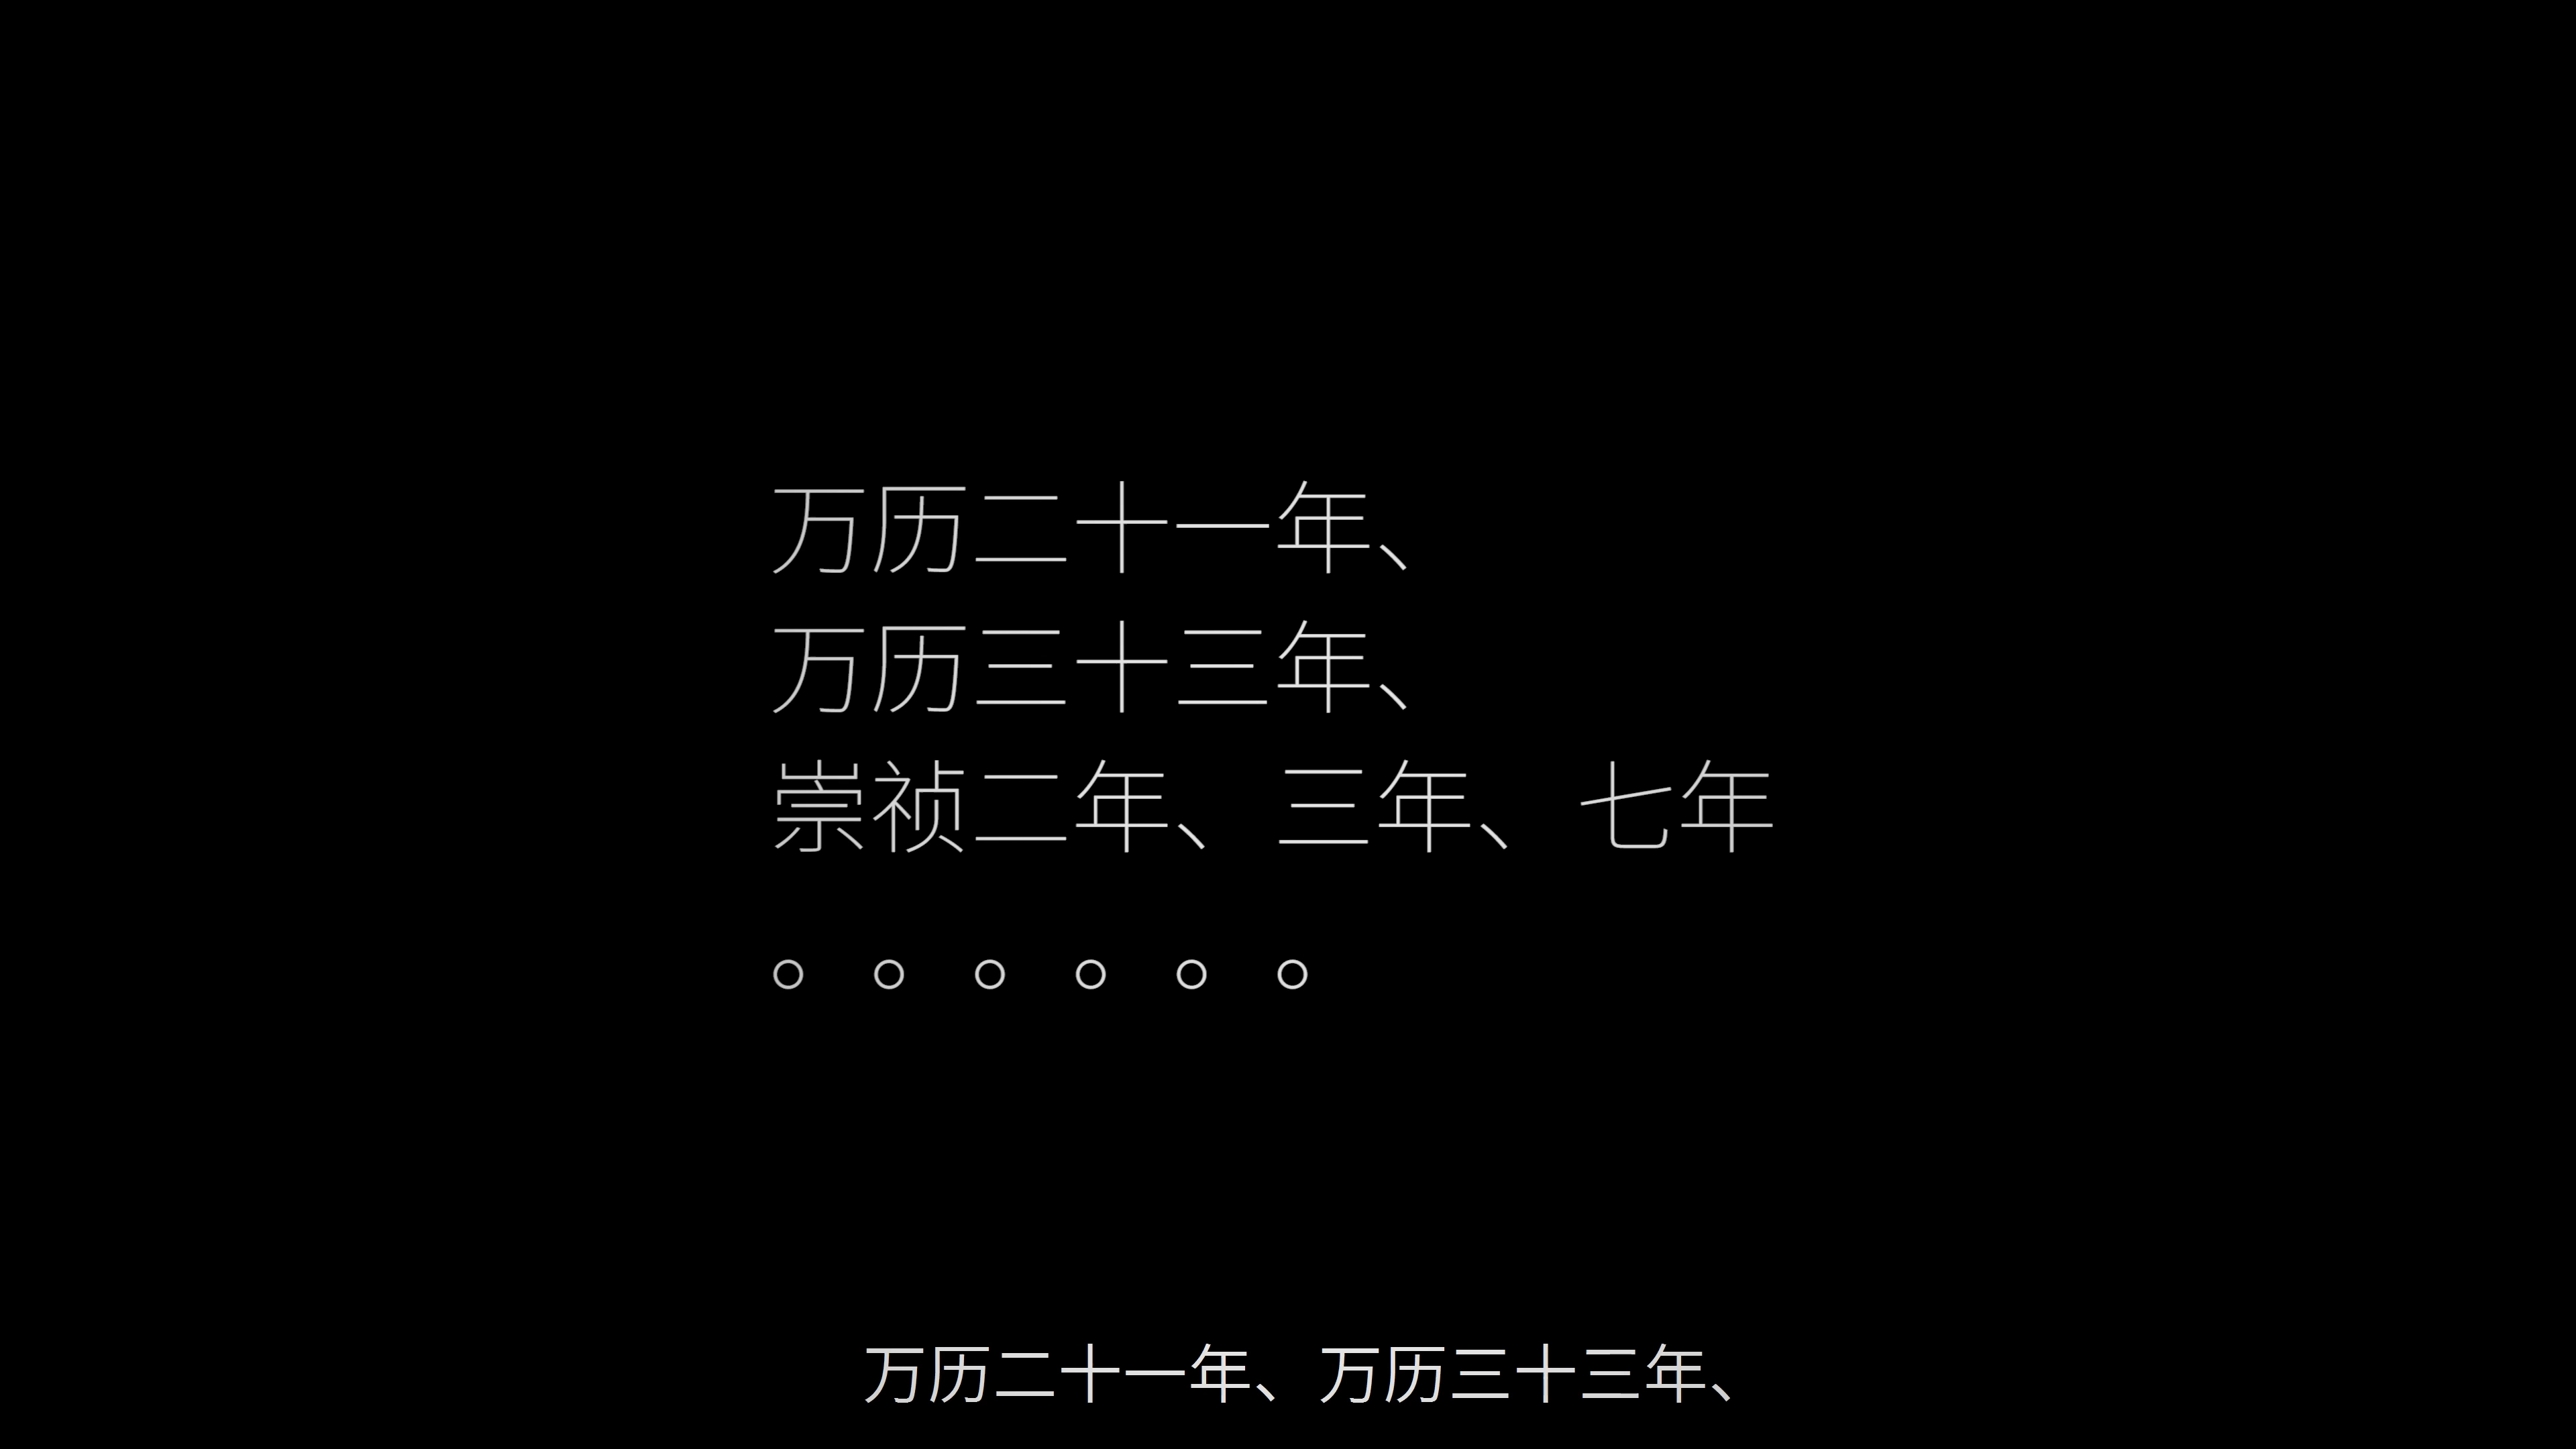 万历二十一年、
万历三十三年、
崇祯二年、三年、七年
。。。。。。
万历二十一年、万历三十三年、